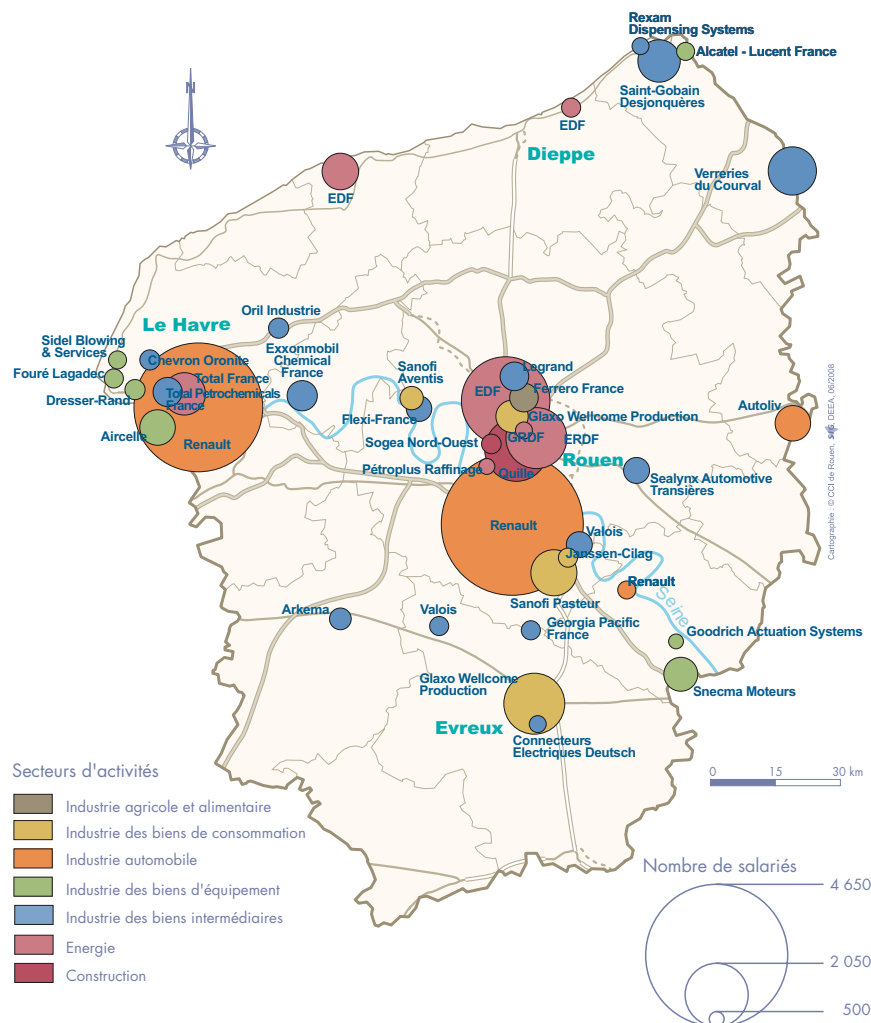 Rexam
Dispensing Systems
Alcatel - Lucent France
Saint-Gobain
Desjonquères
N
EDF
Dieppe
Verreries
du Courval
EDF
Oril Industrie
Le Havre
Sidel Blowing
& Services
Exxonmobil
Chemical
France
Chevron Oronite
Fouré Lagadec
Total France
Dresser-Rand
Total Petrochemicals
France
Aircelle
Renault
Sanofi
Aventis
Flexi-France
Legrand
EDF
Ferrero France
Glaxo Wellcome Production
GRDF
ERDF
Sogea Nord-Ouest
Rouen
Pétroplus Raffinage
Quille
Autoliv
Sealynx Automotive
Transières
Renault
Valois
Janssen-Cilag
Sanofi Pasteur
Renault
Seine
Arkema
Valois
Georgia Pacific
France
Goodrich Actuation Systems
Snecma Moteurs
Glaxo Wellcome
Production
Evreux
Connecteurs
Electriques Deutsch
Secteurs d'activités
Industrie agricole et alimentaire
Industrie des biens de consommation
Industrie automobile
Industrie des biens d'équipement
Industrie des biens intermédiaires
Energie
Construction
0 15 30 km
Nombre de salariés
4 650
2 050
500
Cartographie : © CCI de Rouen, DEEA, 06/2008